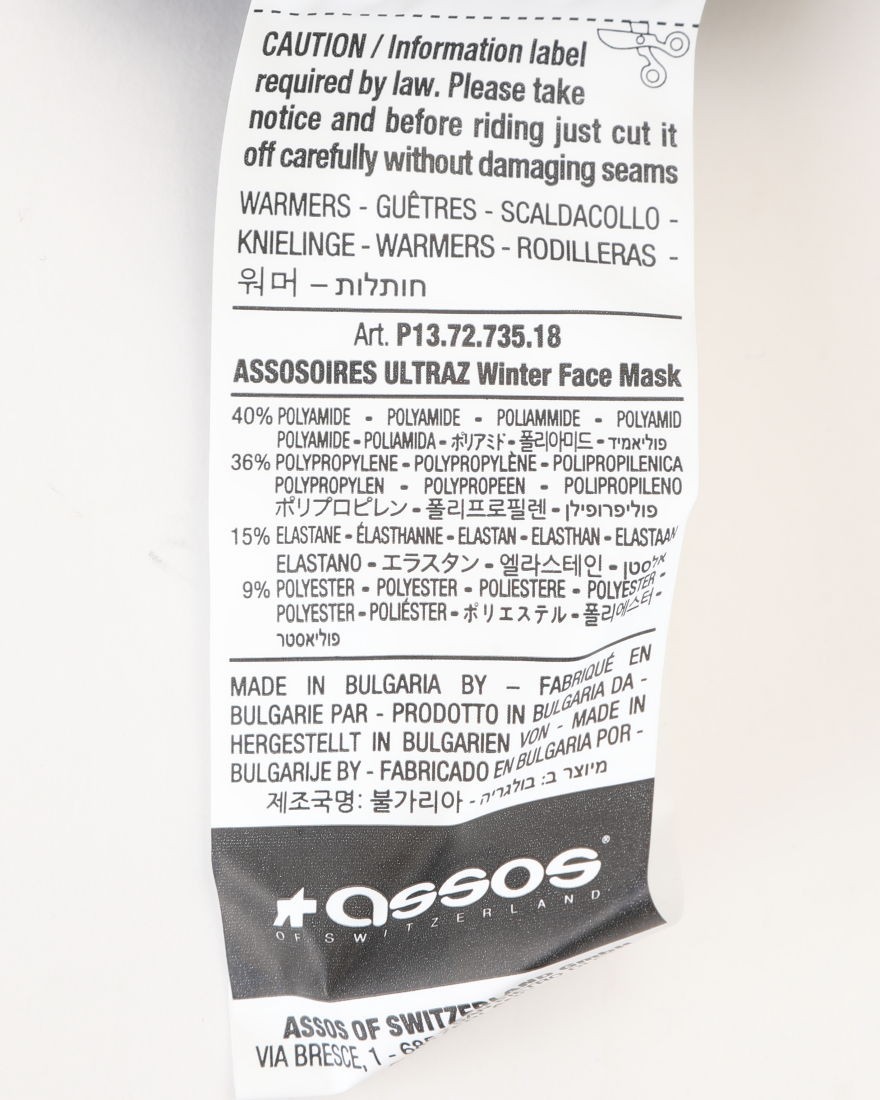 CAUTION / Information label
required by law. Please take
notice and before riding just cut it
off carefully without damaging seams
WARMERS - GUÊTRES - SCALDACOLLO -
KNIELINGE - WARMERS - RODILLERAS -
워머 – חותלות
Art. P13.72.735.18
ASSOSOIRES ULTRAZ Winter Face Mask
40% POLYAMIDE - POLYAMIDE - POLIAMMIDE - POLYAMID
POLYAMIDE - POLIAMIDA - ポリアミド - 폴리아미드 - פוליאמיד
36% POLYPROPYLENE - POLYPROPYLÈNE - POLIPROPILENICA
POLYPROPYLEN - POLYPROPEEN - POLIPROPILENO
ポリプロピレン - 폴리프로필렌 - פוליפרופילן
15% ELASTANE - ÉLASTHANNE - ELASTAN - ELASTHAN - ELASTAAN
ELASTANO - エラスタン - 엘라스테인 - אלסטן
9% POLYESTER - POLYESTER - POLIESTERE - POLYESTER -
POLYESTER - POLIÉSTER - ポリエステル - 폴리에스터 -
פוליאסטר
MADE IN BULGARIA BY – FABRIQUÉ EN
BULGARIE PAR - PRODOTTO IN BULGARIA DA -
HERGESTELLT IN BULGARIEN VON - MADE IN
BULGARIJE BY - FABRICADO EN BULGARIA POR -
제조국명: 불가리아 - מיוצר ב: בולגריה
assos®
OF SWITZERLAND
ASSOS OF SWITZERLAND GmbH
VIA BRESCE, 1 -